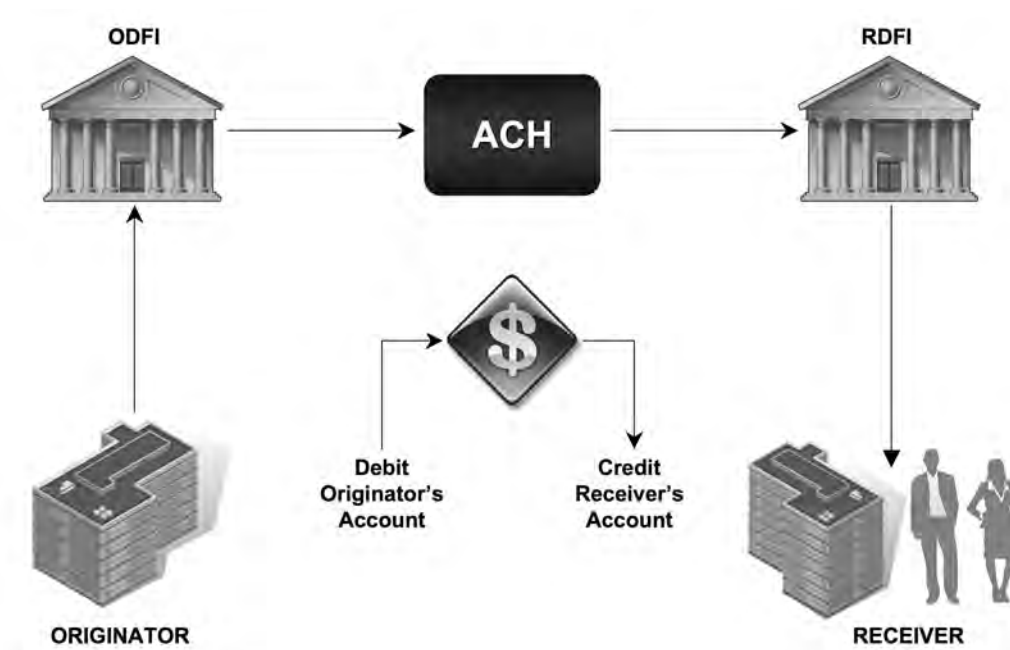 ODFI
RDFI
ACH
$
Debit
Originator's
Account
Credit
Receiver's
Account
ORIGINATOR
RECEIVER